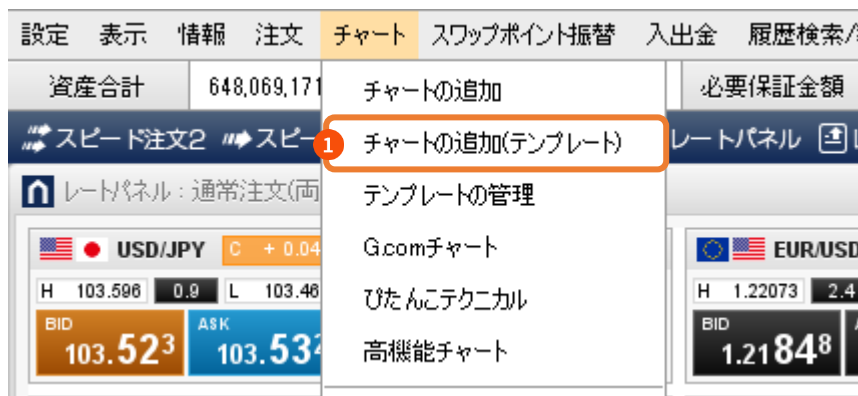 設定 表示 情報 注文 チャート スワップポイント振替 入出金 履歴検索/
資産合計 648,069,171 チャートの追加 必要保証金額
スピード注文2 スピー 1 チャートの追加(テンプレート) レートパネル
レートパネル:通常注文(両 テンプレートの管理
USD/JPY C + 0.04 G.comチャート EUR/USD
H 103.596 0.9 L 103.46 ぴたんこテクニカル H 1.22073 2.4
BID ASK BID
103.523 103.534 高機能チャート 1.21848